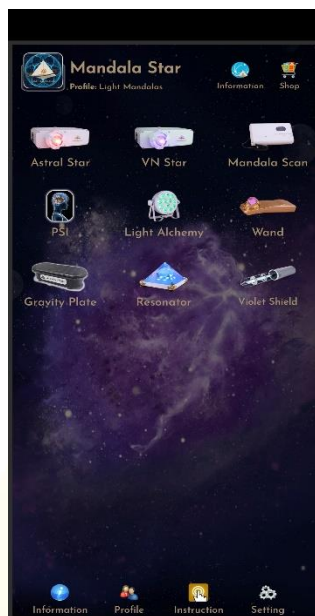 Mandala Star
Profile: Light Mandalas
Information Shop
Astral Star VN Star Mandala Scan
PSI Light Alchemy Wand
Gravity Plate Resonator Violet Shield
Information Profile Instruction Setting